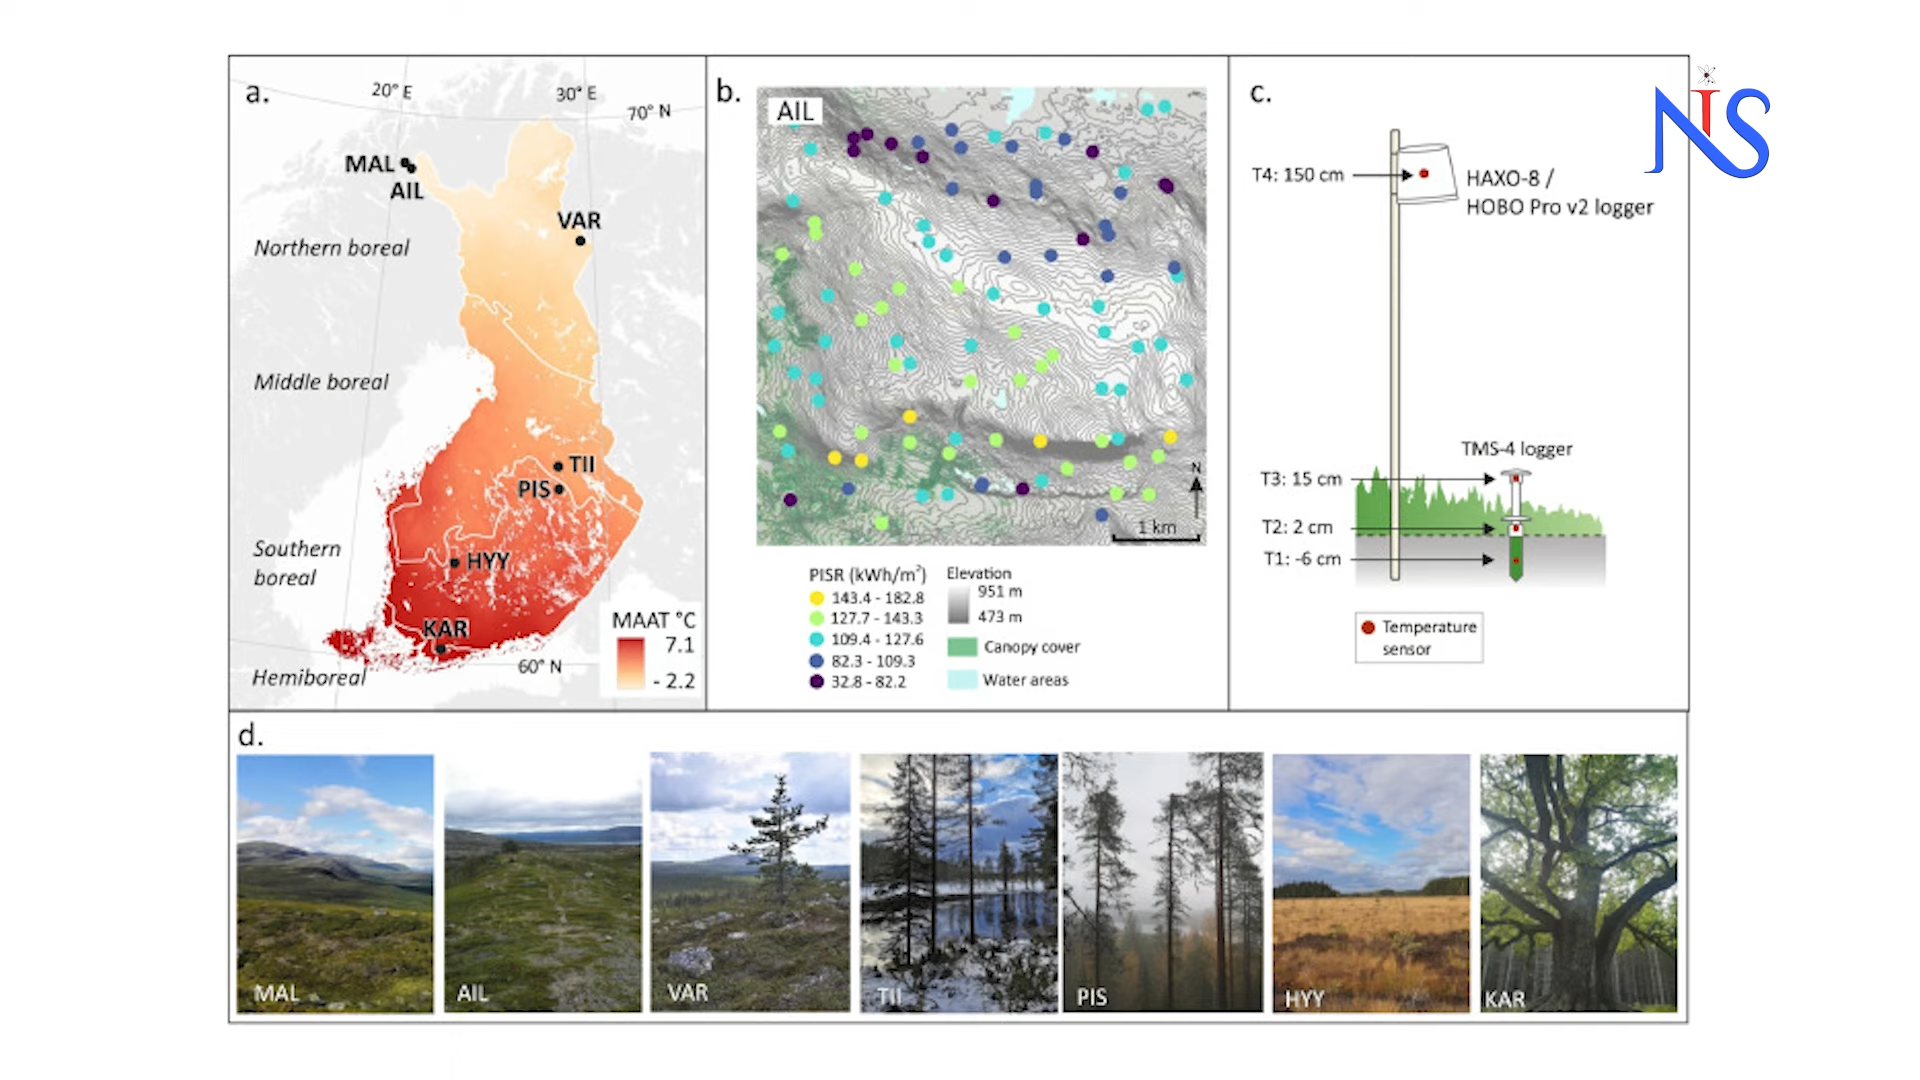 a.
20° E
30° E
70° N
MAL
AIL
VAR
Northern boreal
Middle boreal
TII
PIS
Southern
boreal
HYY
KAR
MAAT °C
7.1
- 2.2
60° N
Hemiboreal
b.
AIL
N
1 km
PISR (kWh/m²)
143.4 - 182.8
127.7 - 143.3
109.4 - 127.6
82.3 - 109.3
32.8 - 82.2
Elevation
951 m
473 m
Canopy cover
Water areas
c.
NIS
T4: 150 cm
HAXO-8 /
HOBO Pro v2 logger
TMS-4 logger
T3: 15 cm
T2: 2 cm
T1: -6 cm
Temperature
sensor
d.
MAL
AIL
VAR
TII
PIS
HYY
KAR